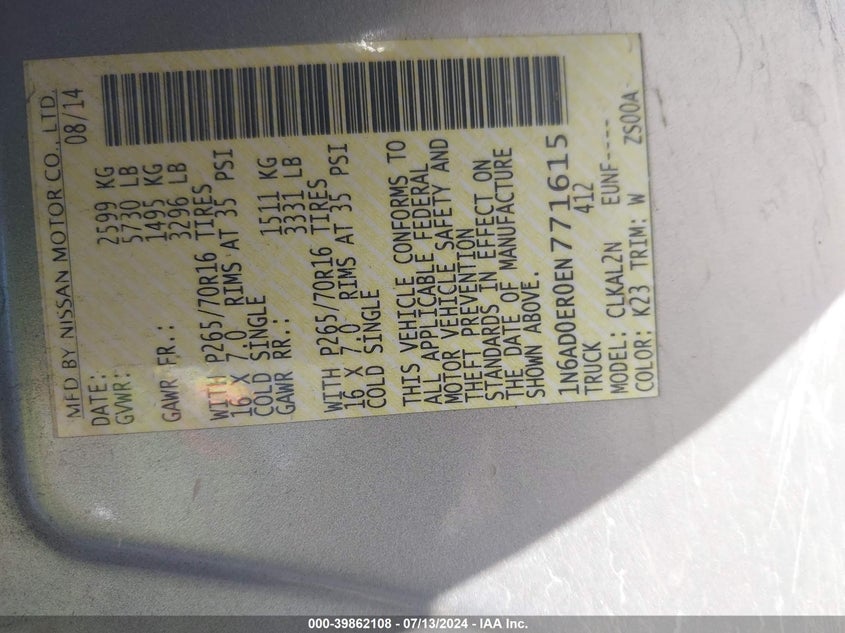 MFD BY NISSAN MOTOR CO., LTD.
DATE: 08/14
GVWR: 2599 KG
5730 LB
GAWR FR.: 1495 KG
3296 LB
WITH P265/70R16 TIRES
16 X 7.0 RIMS AT 35 PSI
COLD SINGLE
GAWR RR.: 1511 KG
3331 LB
WITH P265/70R16 TIRES
16 X 7.0 RIMS AT 35 PSI
COLD SINGLE
THIS VEHICLE CONFORMS TO
ALL APPLICABLE FEDERAL
MOTOR VEHICLE SAFETY AND
THEFT PREVENTION
STANDARDS IN EFFECT ON
THE DATE OF MANUFACTURE
SHOWN ABOVE.
1N6AD0ER0EN771615
TRUCK 412
MODEL: CLKAL2N EUNF----
COLOR: K23 TRIM: W ZS00A
000-39862108 - 07/13/2024 - IAA Inc.